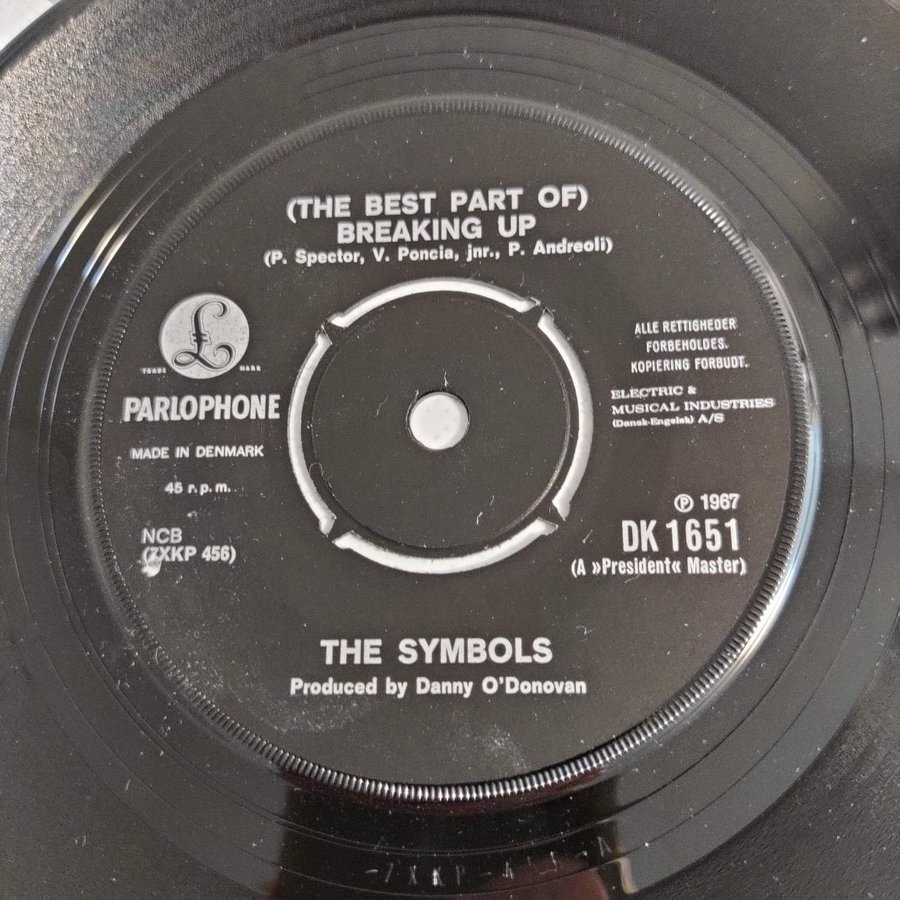 (THE BEST PART OF)
BREAKING UP
(P. Spector, V. Poncia, jnr., P. Andreoli)
£
TRADE MARK
PARLOPHONE
MADE IN DENMARK
45 r.p.m.
NCB
(7XKP 456)
ALLE RETTIGHEDER
FORBEHOLDES.
KOPIERING FORBUDT.
ELECTRIC &
MUSICAL INDUSTRIES
(Dansk-Engelsk) A/S
℗ 1967
DK 1651
(A »President« Master)
THE SYMBOLS
Produced by Danny O'Donovan